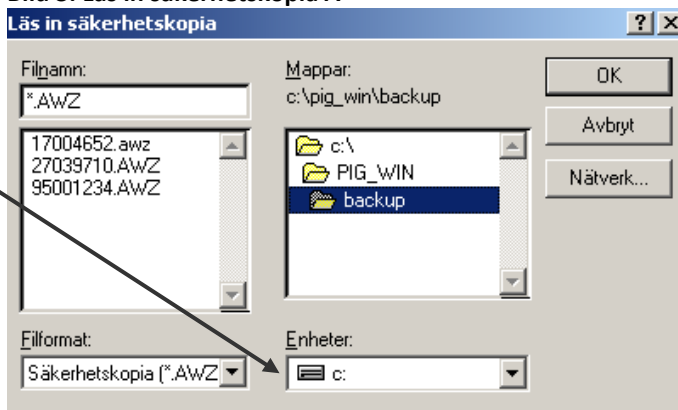 Läs in säkerhetskopia
Filnamn:
*.AWZ
17004652.awz
27039710.AWZ
95001234.AWZ
Filformat:
Säkerhetskopia (*.AWZ
Mappar:
c:\pig_win\backup
c:\
PIG_WIN
backup
Enheter:
c:
OK
Avbryt
Nätverk...